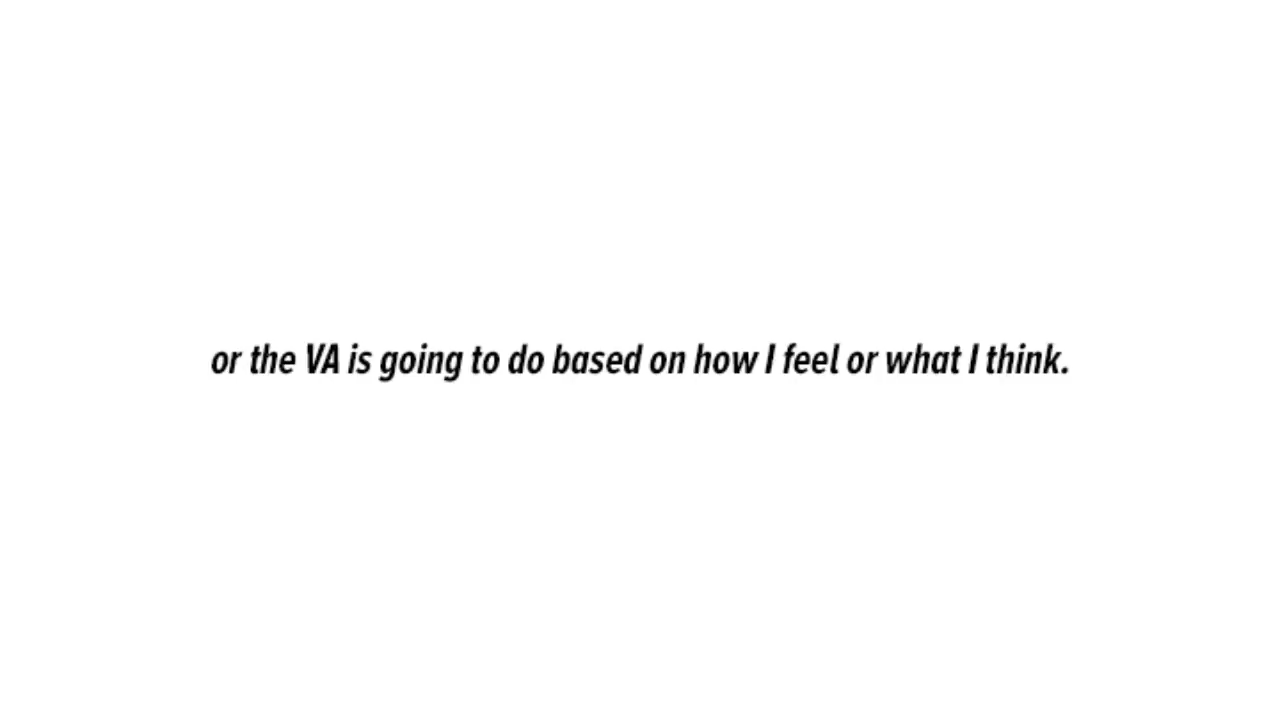 or the VA is going to do based on how I feel or what I think.